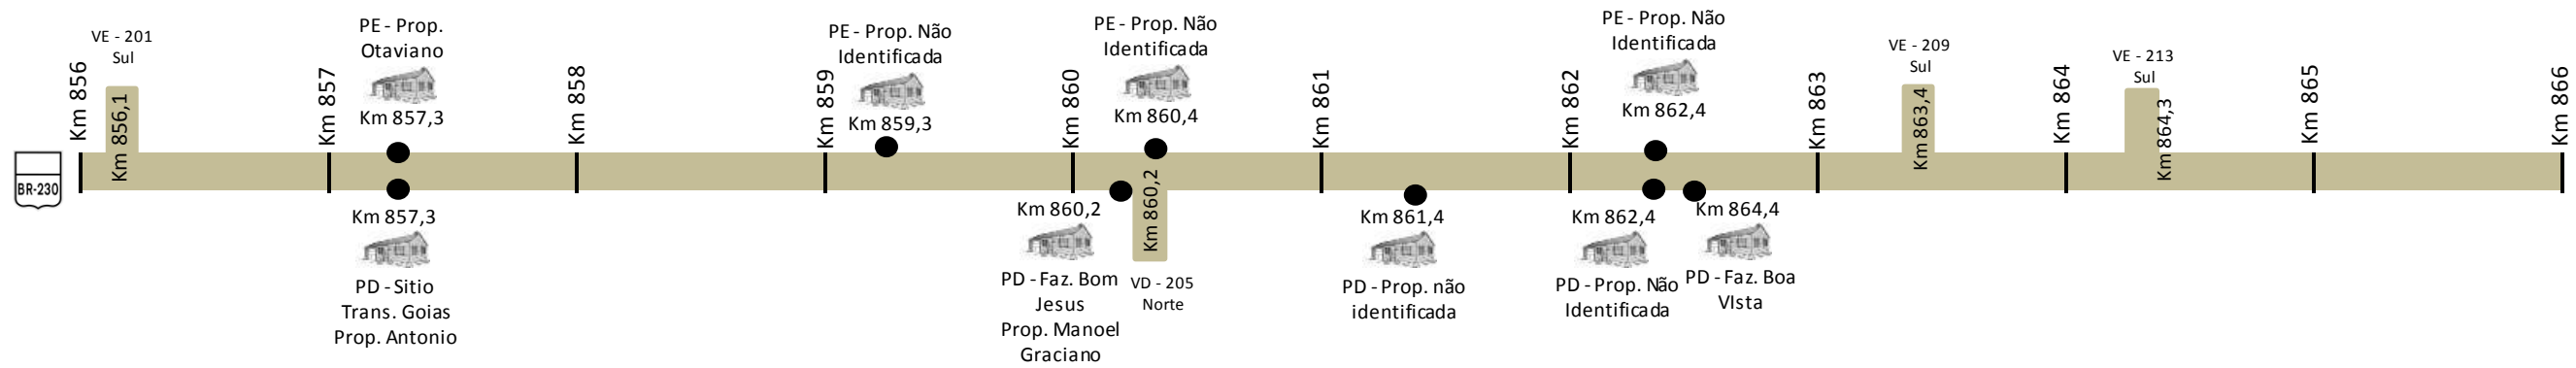 BR-230
Km 856
VE - 201
Sul
Km 856,1
Km 857
PE - Prop.
Otaviano
Km 857,3
Km 857,3
PD - Sitio
Trans. Goias
Prop. Antonio
Km 858
Km 859
PE - Prop. Não
Identificada
Km 859,3
Km 860
PE - Prop. Não
Identificada
Km 860,4
Km 860,2
PD - Faz. Bom
Jesus
Prop. Manoel
Graciano
Km 860,2
VD - 205
Norte
Km 861
Km 861,4
PD - Prop. não
identificada
Km 862
PE - Prop. Não
Identificada
Km 862,4
Km 862,4
PD - Prop. Não
Identificada
Km 864,4
PD - Faz. Boa
VIsta
Km 863
VE - 209
Sul
Km 863,4
Km 864
VE - 213
Sul
Km 864,3
Km 865
Km 866